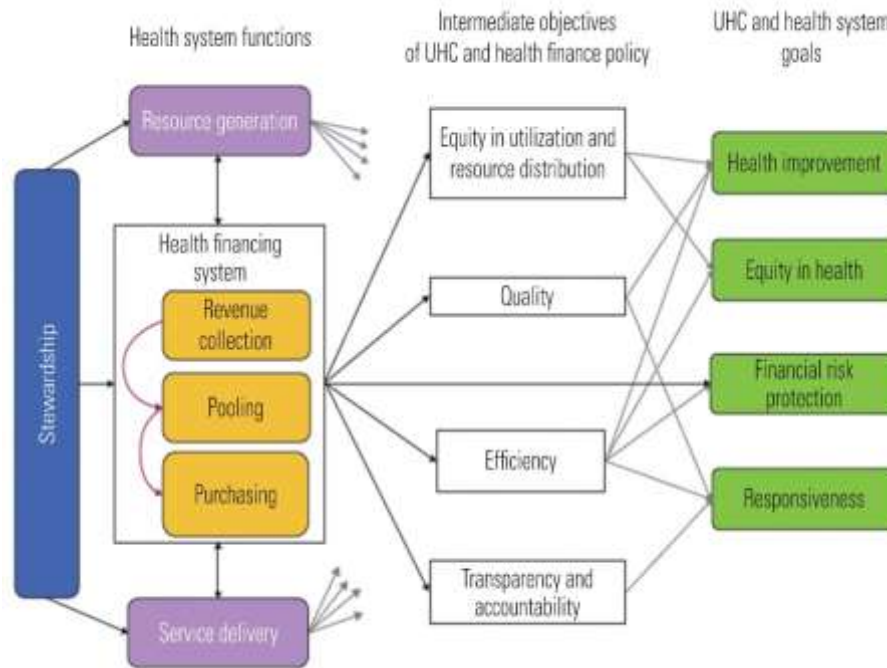 Health system functions
Intermediate objectives
of UHC and health finance policy
UHC and health system
goals
Stewardship
Resource generation
Health financing
system
Revenue
collection
Pooling
Purchasing
Service delivery
Equity in utilization and
resource distribution
Quality
Efficiency
Transparency and
accountability
Health improvement
Equity in health
Financial risk
protection
Responsiveness